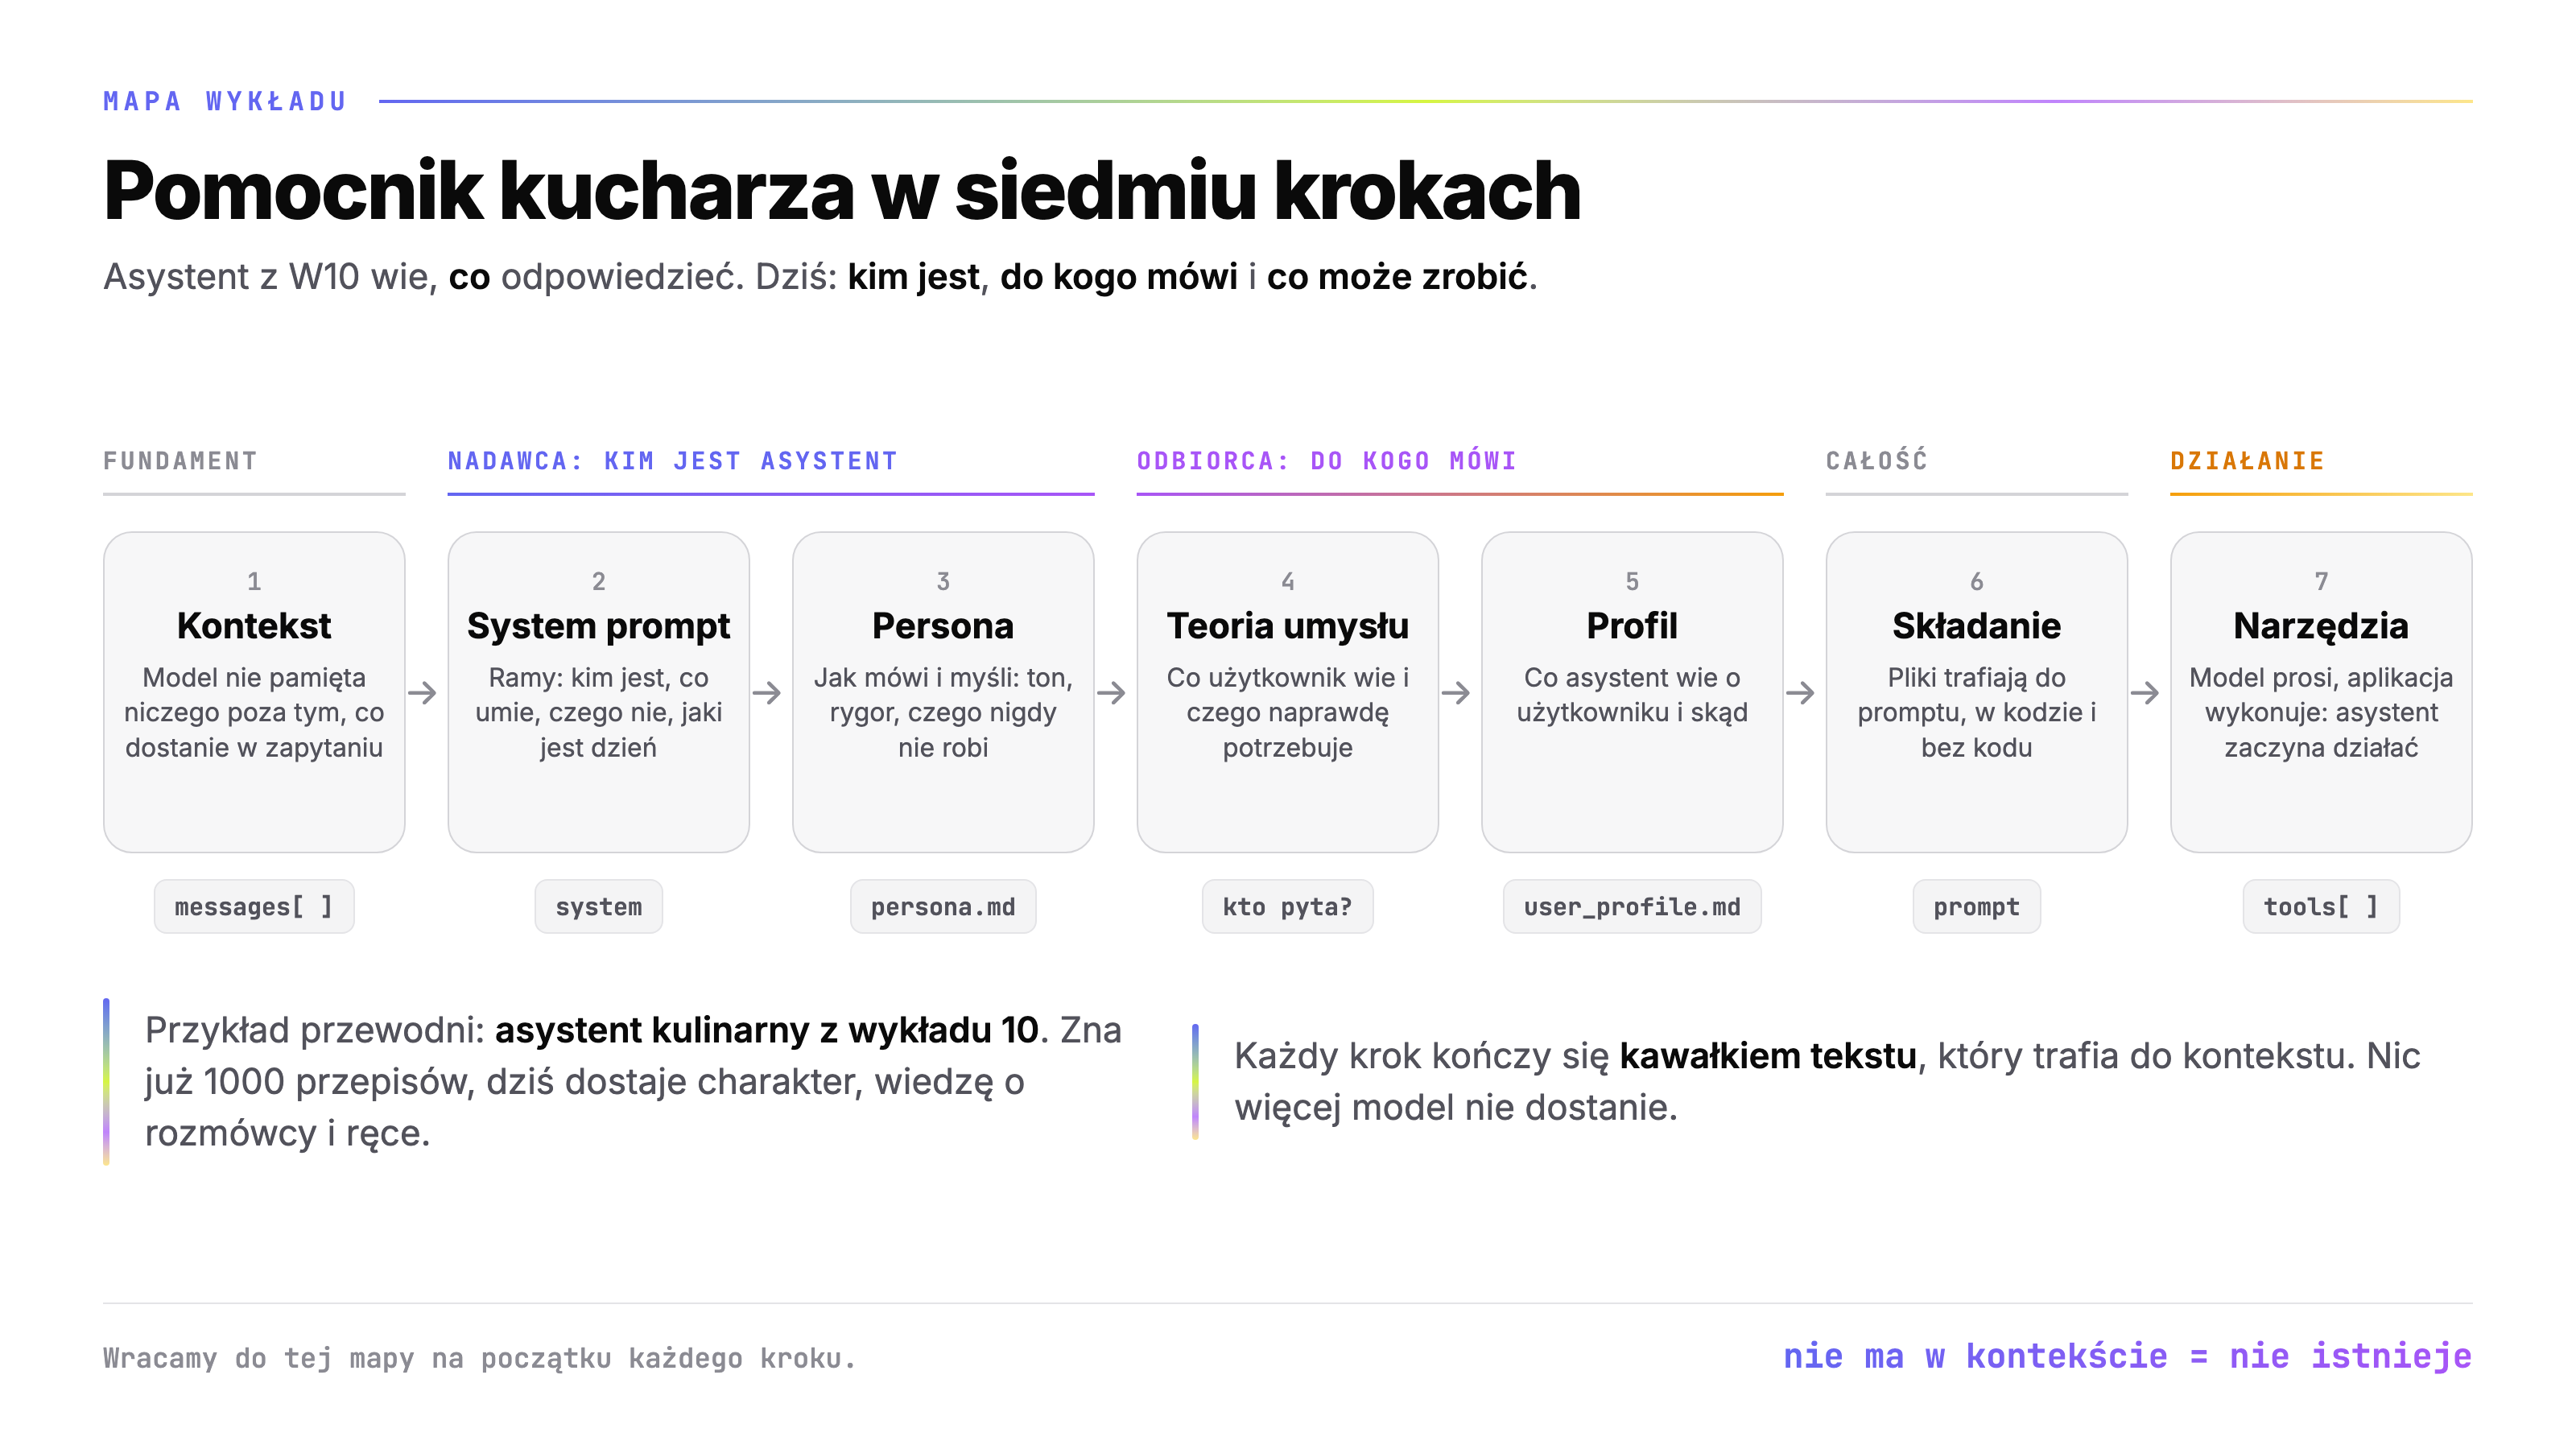 MAPA WYKŁADU
Pomocnik kucharza w siedmiu krokach
Asystent z W10 wie, co odpowiedzieć. Dziś: kim jest, do kogo mówi i co może zrobić.
FUNDAMENT
NADAWCA: KIM JEST ASYSTENT
ODBIORCA: DO KOGO MÓWI
CAŁOŚĆ
DZIAŁANIE
1
Kontekst
Model nie pamięta
niczego poza tym, co
dostanie w zapytaniu
messages[ ]
2
System prompt
Ramy: kim jest, co
umie, czego nie, jaki
jest dzień
system
3
Persona
Jak mówi i myśli: ton,
rygor, czego nigdy
nie robi
persona.md
4
Teoria umysłu
Co użytkownik wie i
czego naprawdę
potrzebuje
kto pyta?
5
Profil
Co asystent wie o
użytkowniku i skąd
user_profile.md
6
Składanie
Pliki trafiają do
promptu, w kodzie i
bez kodu
prompt
7
Narzędzia
Model prosi, aplikacja
wykonuje: asystent
zaczyna działać
tools[ ]
Przykład przewodni: asystent kulinarny z wykładu 10. Zna
już 1000 przepisów, dziś dostaje charakter, wiedzę o
rozmówcy i ręce.
Każdy krok kończy się kawałkiem tekstu, który trafia do kontekstu. Nic
więcej model nie dostanie.
Wracamy do tej mapy na początku każdego kroku.
nie ma w kontekście = nie istnieje